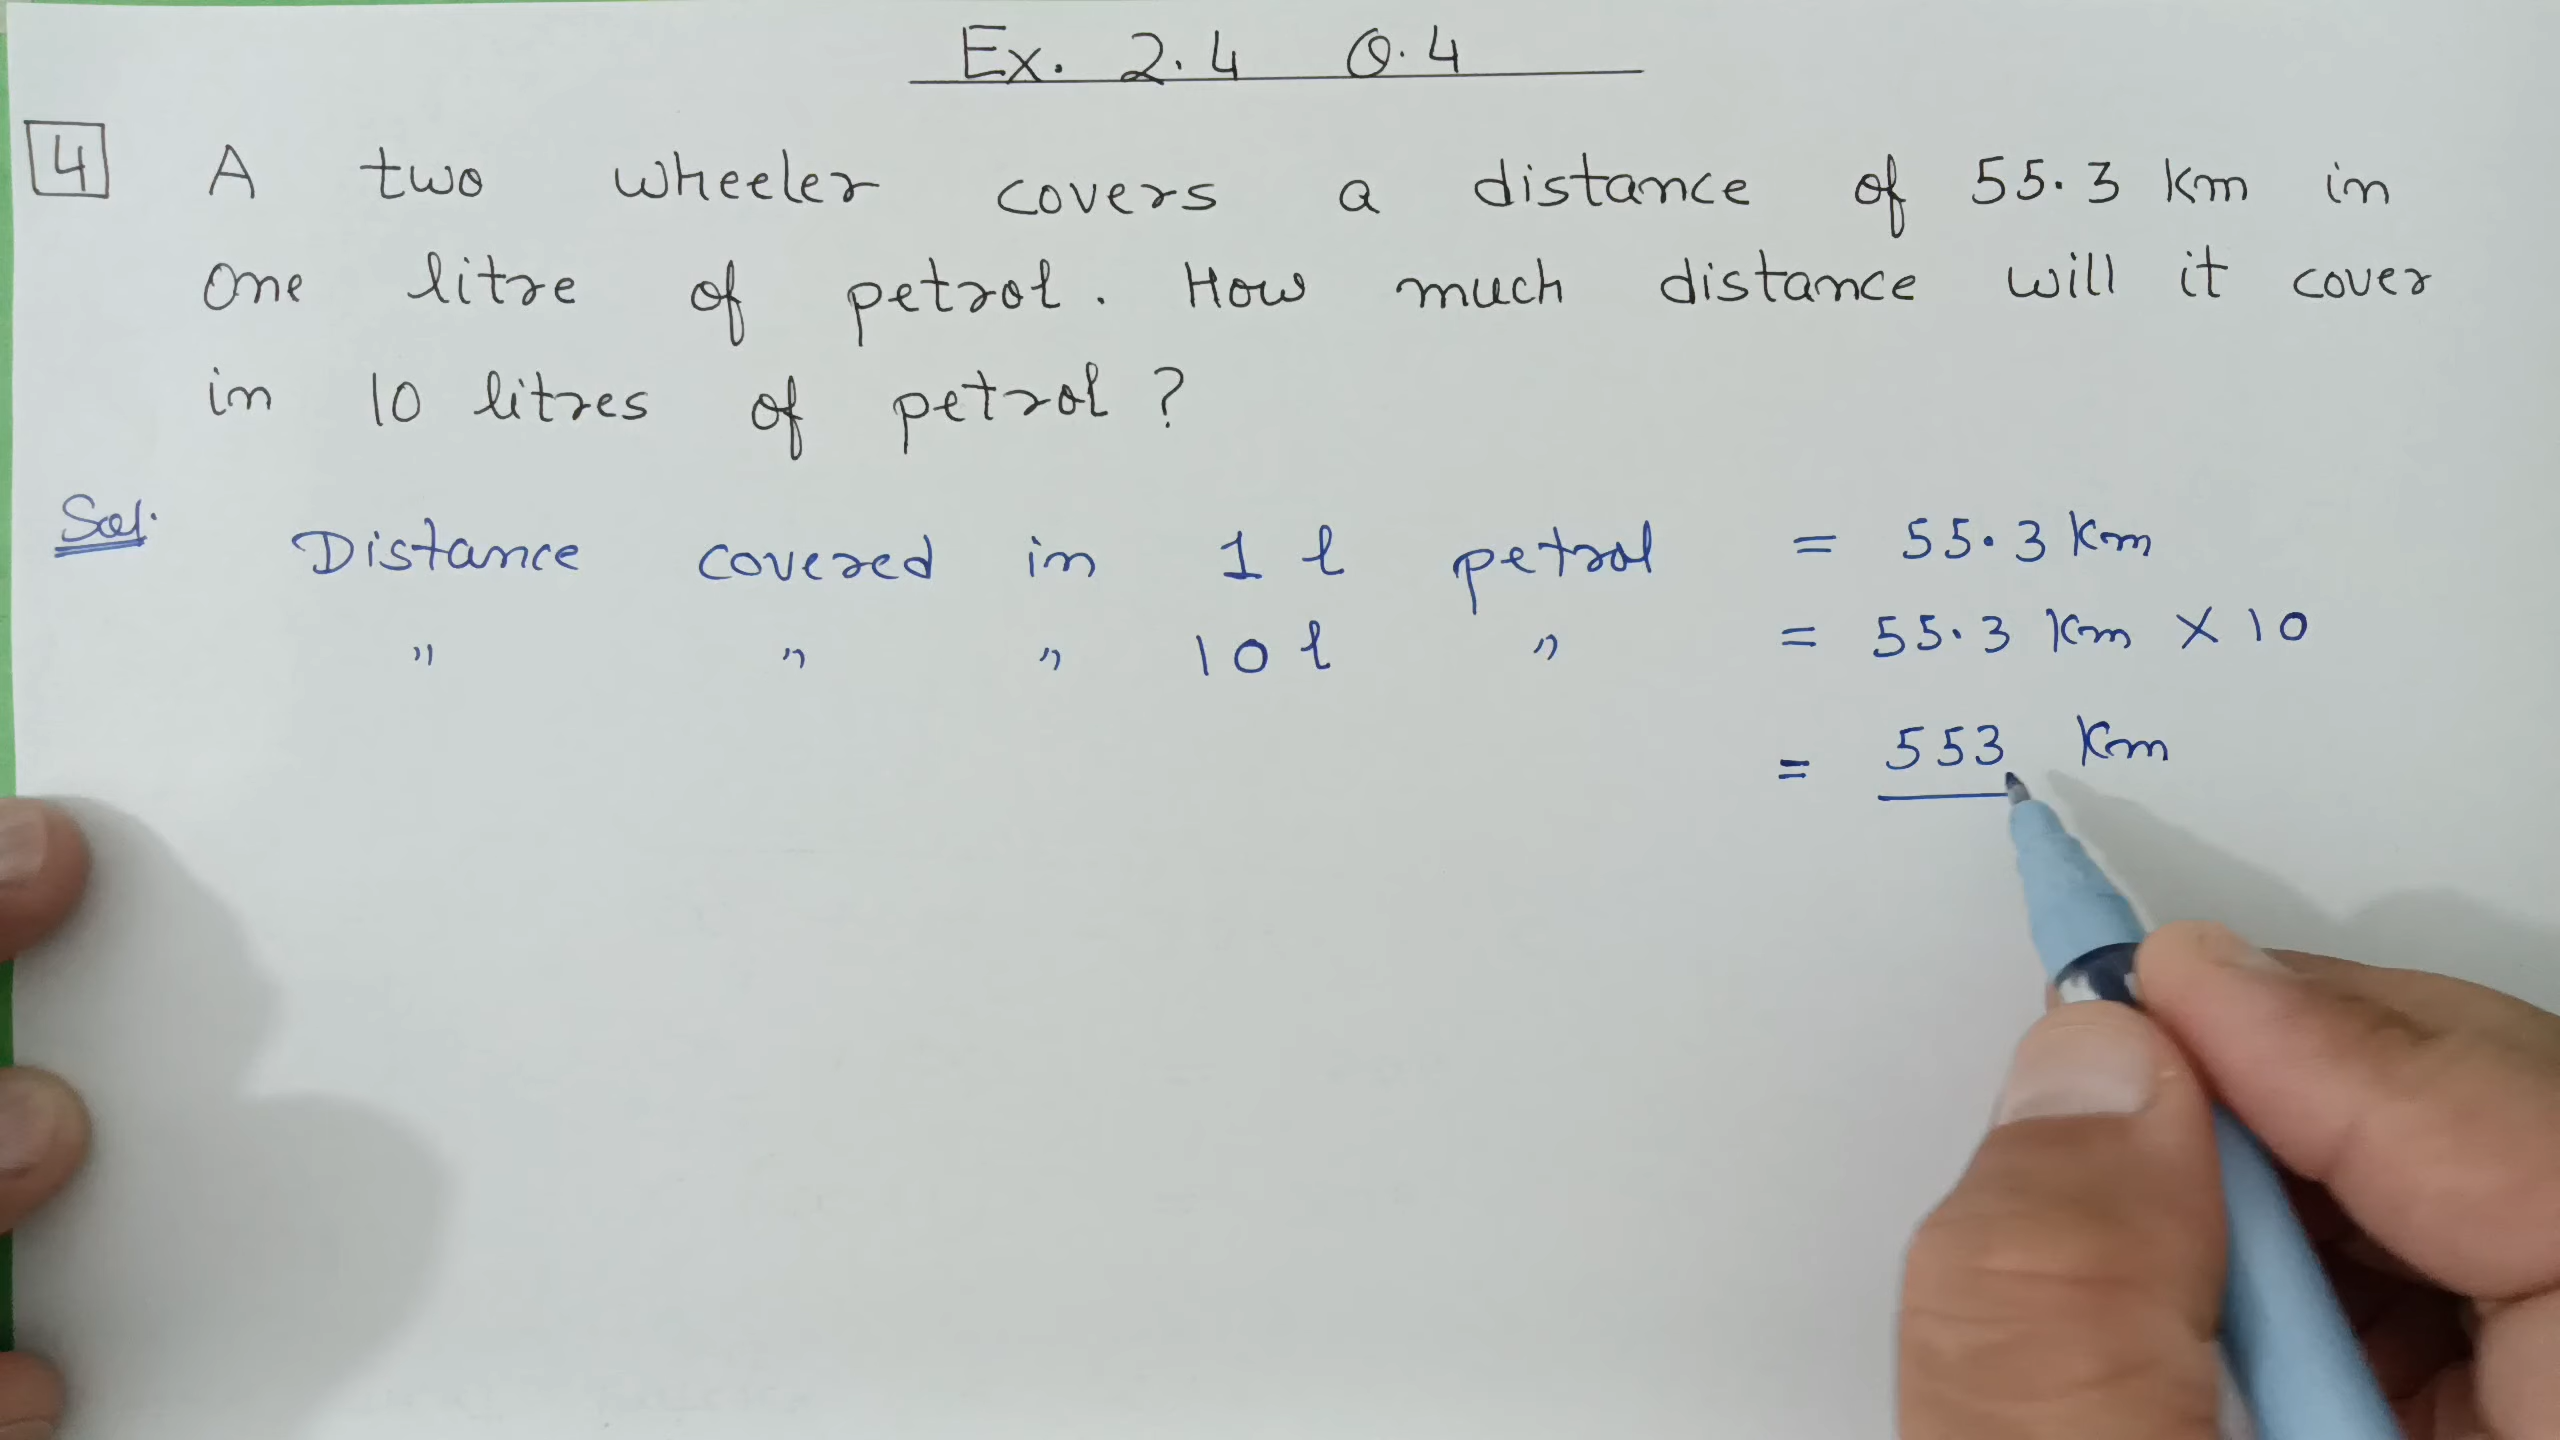 Ex. 2.4 Q.4
4 A two wheeler covers a distance of 55.3 km in
one litre of petrol. How much distance will it cover
in 10 litres of petrol?
Sol. Distance covered in 1 l petrol = 55.3 km
" " " 10 l " = 55.3 km × 10
= 553 km